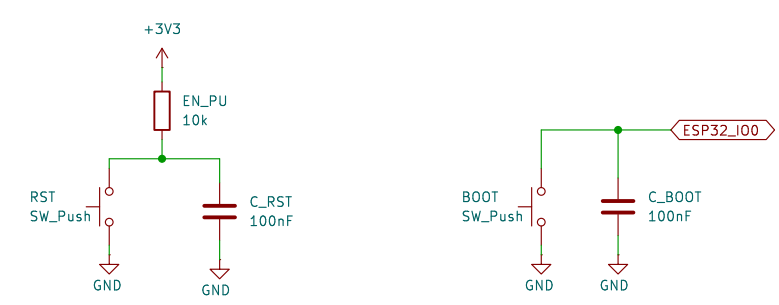 +3V3
EN_PU
10k
RST
SW_Push
C_RST
100nF
GND
GND
ESP32_IO0
BOOT
SW_Push
C_BOOT
100nF
GND
GND